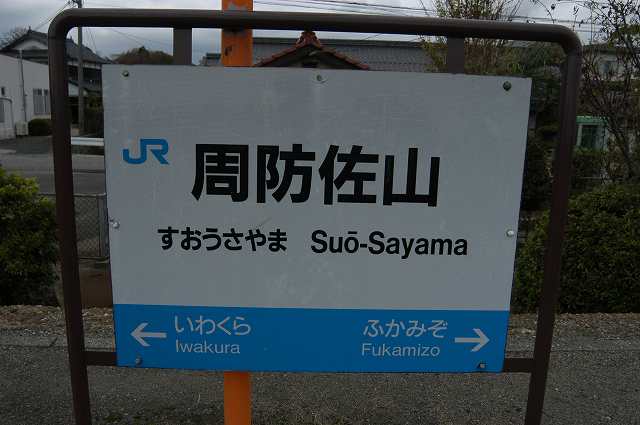 JR 周防佐山
すおうさやま Suō-Sayama
← いわくら ふかみぞ →
Iwakura Fukamizo